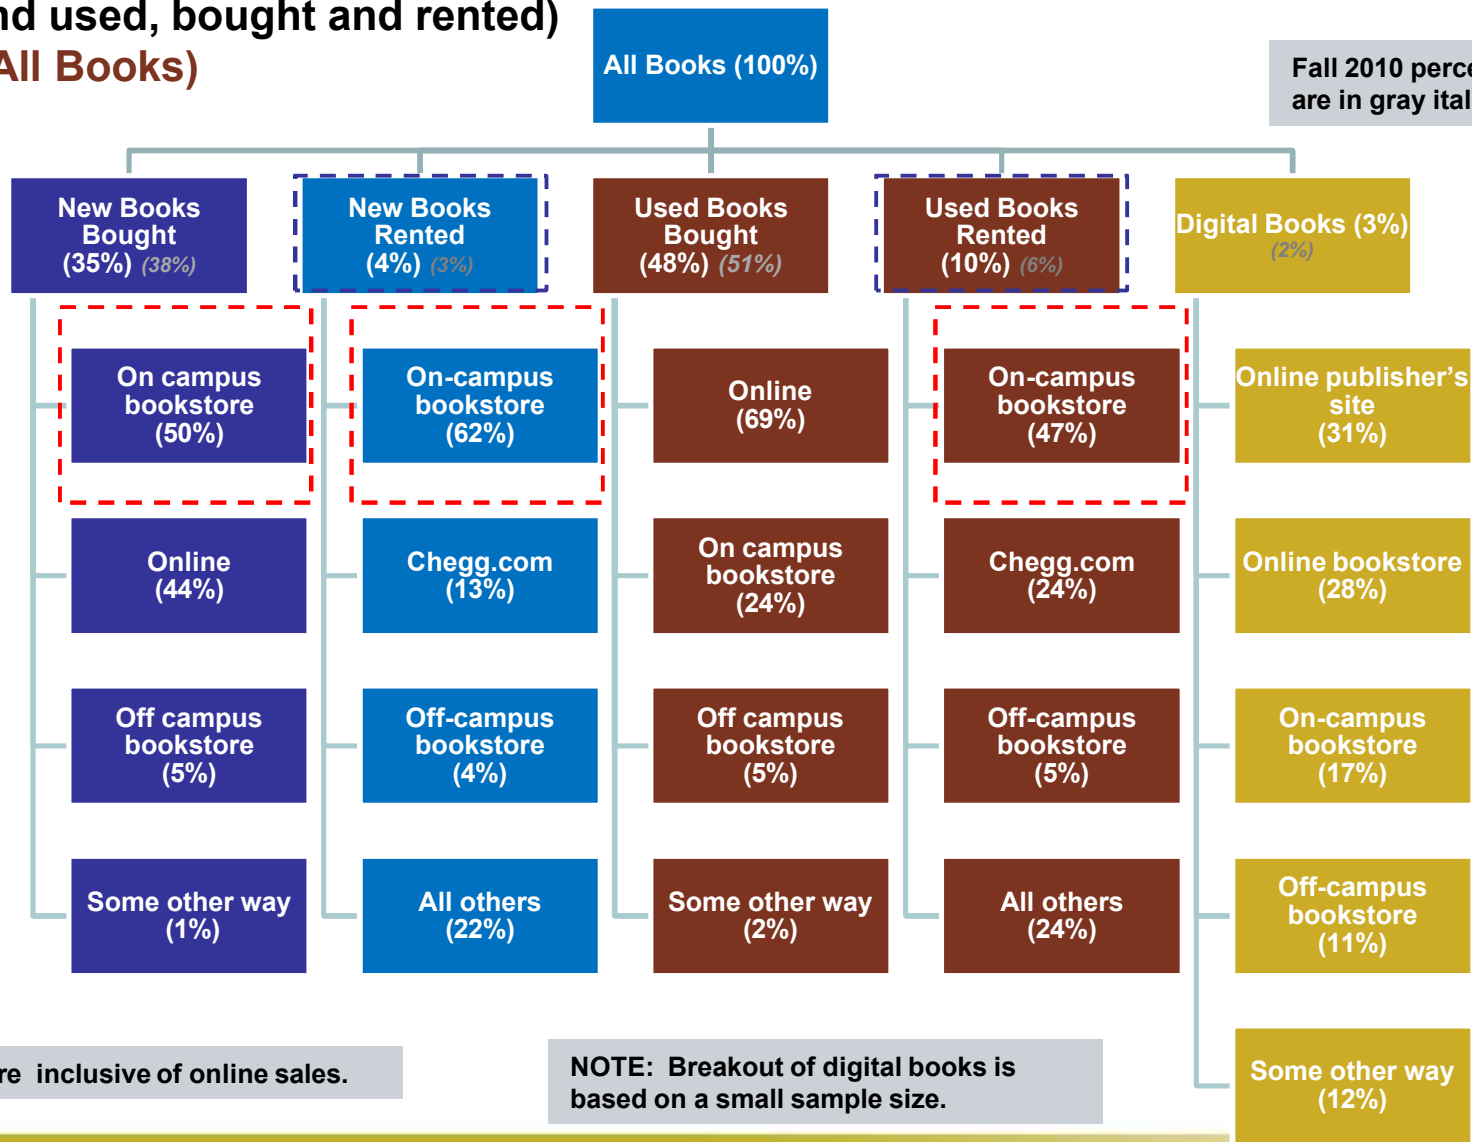 nd used, bought and rented)
All Books)
All Books (100%)
Fall 2010 perce
are in gray ital
New Books
Bought
(35%) (38%)
New Books
Rented
(4%) (3%)
Used Books
Bought
(48%) (51%)
Used Books
Rented
(10%) (6%)
Digital Books (3%)
(2%)
On campus
bookstore
(50%)
On-campus
bookstore
(62%)
Online
(69%)
On-campus
bookstore
(47%)
Online publisher's
site
(31%)
Online
(44%)
Chegg.com
(13%)
On campus
bookstore
(24%)
Chegg.com
(24%)
Online bookstore
(28%)
Off campus
bookstore
(5%)
Off-campus
bookstore
(4%)
Off campus
bookstore
(5%)
Off-campus
bookstore
(5%)
On-campus
bookstore
(17%)
Some other way
(1%)
All others
(22%)
Some other way
(2%)
All others
(24%)
Off-campus
bookstore
(11%)
re inclusive of online sales.
NOTE: Breakout of digital books is
based on a small sample size.
Some other way
(12%)